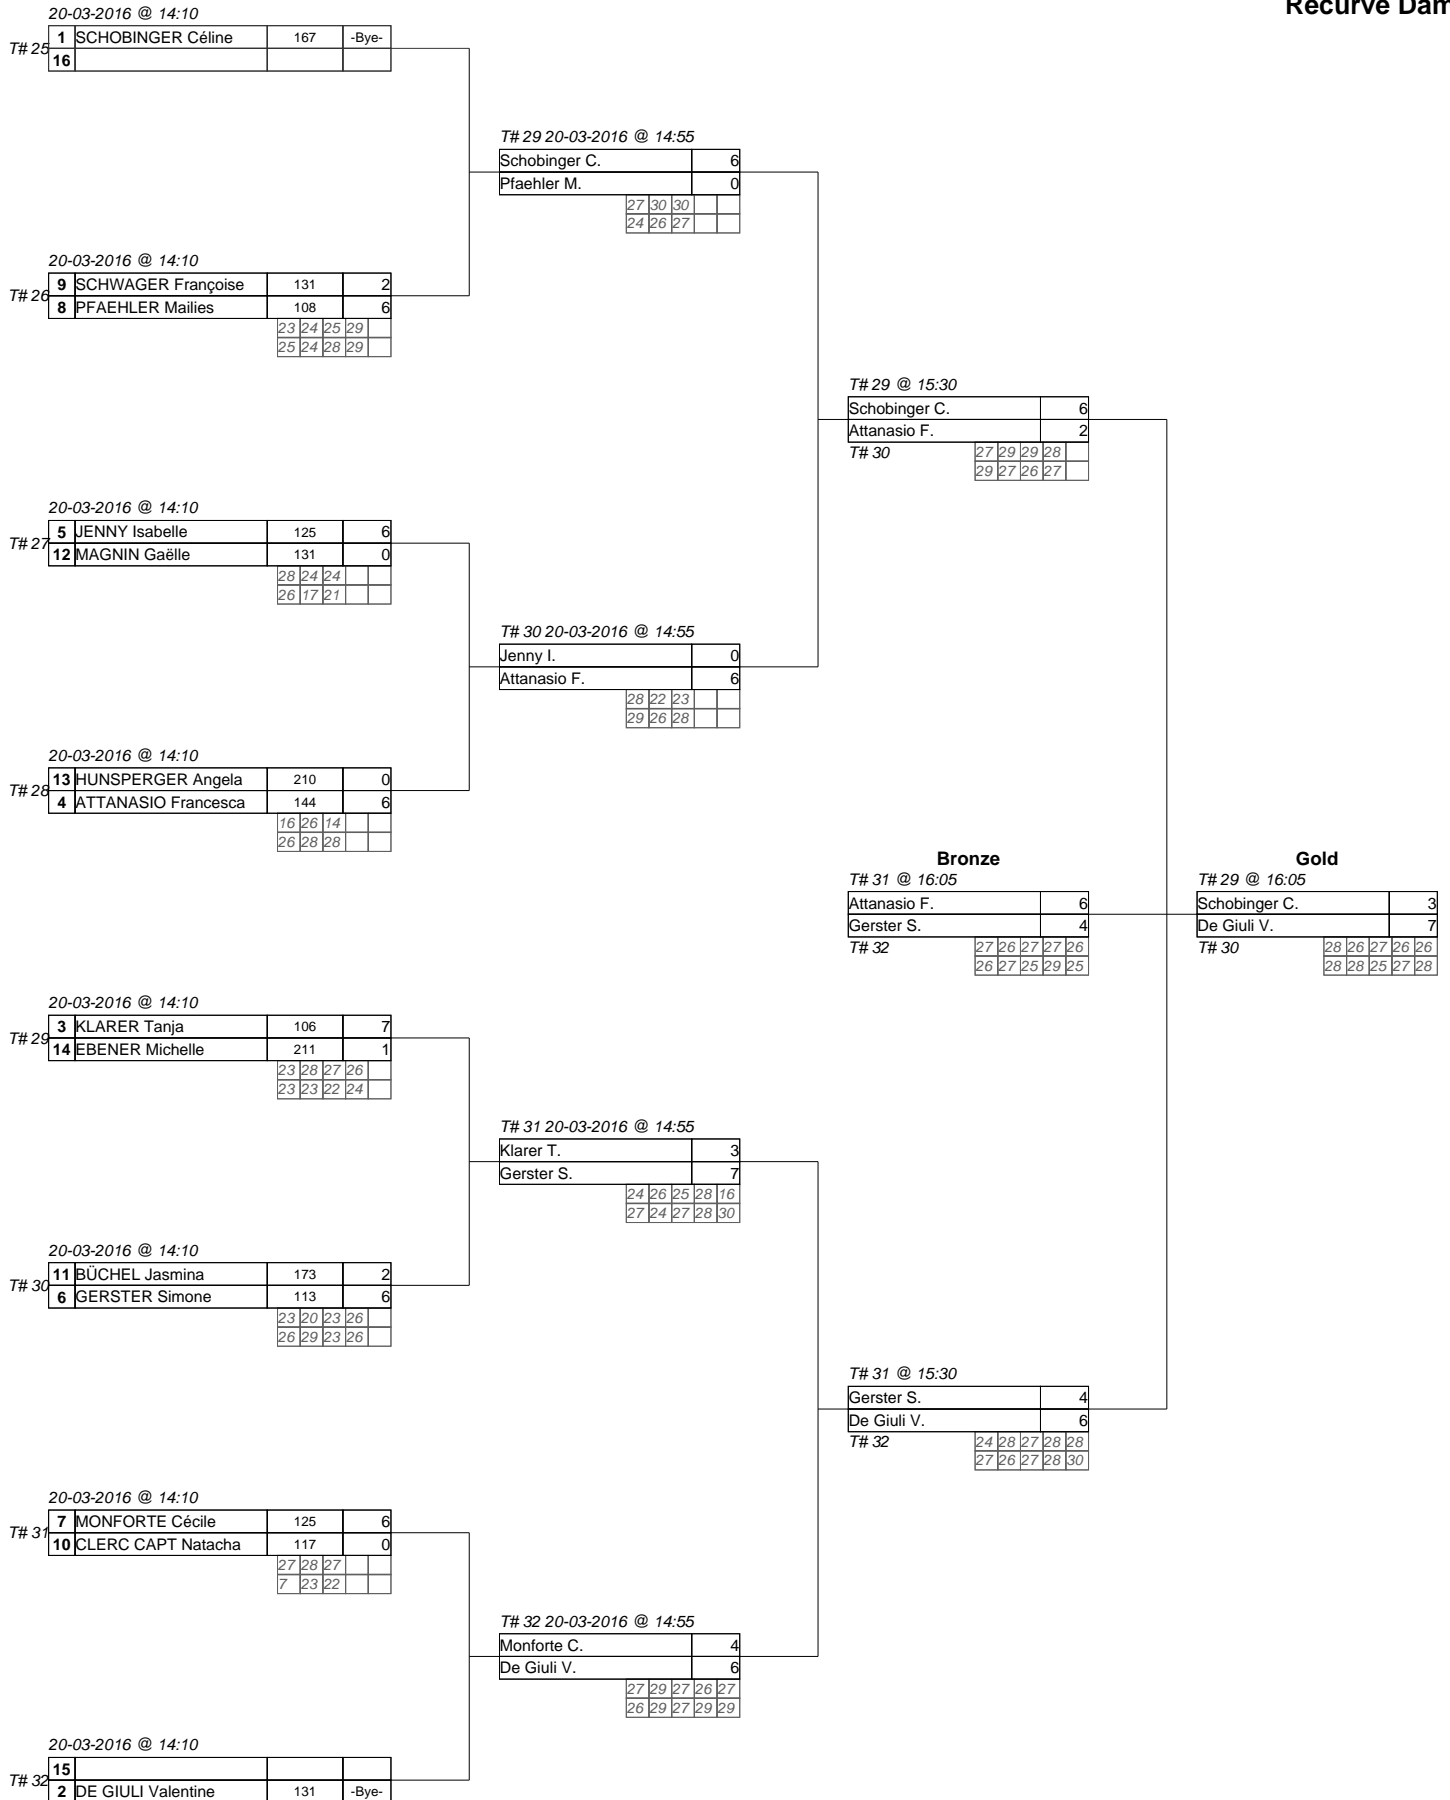 Recurve Dam
20-03-2016 @ 14:10
T# 25
1 SCHOBINGER Céline 167 -Bye-
16
T# 29 20-03-2016 @ 14:55
Schobinger C. 6
Pfaehler M. 0
27 30 30
24 26 27
20-03-2016 @ 14:10
T# 26
9 SCHWAGER Françoise 131 2
8 PFAEHLER Mailies 108 6
23 24 25 29
25 24 28 29
T# 29 @ 15:30
Schobinger C. 6
Attanasio F. 2
T# 30 27 29 29 28
29 27 26 27
20-03-2016 @ 14:10
T# 27
5 JENNY Isabelle 125 6
12 MAGNIN Gaëlle 131 0
28 24 24
26 17 21
T# 30 20-03-2016 @ 14:55
Jenny I. 0
Attanasio F. 6
28 22 23
29 26 28
20-03-2016 @ 14:10
T# 28
13 HUNSPERGER Angela 210 0
4 ATTANASIO Francesca 144 6
16 26 14
26 28 28
Bronze
T# 31 @ 16:05
Attanasio F. 6
Gerster S. 4
T# 32 27 26 27 27 26
26 27 25 29 25
Gold
T# 29 @ 16:05
Schobinger C. 3
De Giuli V. 7
T# 30 28 26 27 26 26
28 28 25 27 28
20-03-2016 @ 14:10
T# 29
3 KLARER Tanja 106 7
14 EBENER Michelle 211 1
23 28 27 26
23 23 22 24
T# 31 20-03-2016 @ 14:55
Klarer T. 3
Gerster S. 7
24 26 25 28 16
27 24 27 28 30
20-03-2016 @ 14:10
T# 30
11 BÜCHEL Jasmina 173 2
6 GERSTER Simone 113 6
23 20 23 26
26 29 23 26
T# 31 @ 15:30
Gerster S. 4
De Giuli V. 6
T# 32 24 28 27 28 28
27 26 27 28 30
20-03-2016 @ 14:10
T# 31
7 MONFORTE Cécile 125 6
10 CLERC CAPT Natacha 117 0
27 28 27
7 23 22
T# 32 20-03-2016 @ 14:55
Monforte C. 4
De Giuli V. 6
27 29 27 26 27
26 29 27 29 29
20-03-2016 @ 14:10
T# 32
15
2 DE GIULI Valentine 131 -Bye-